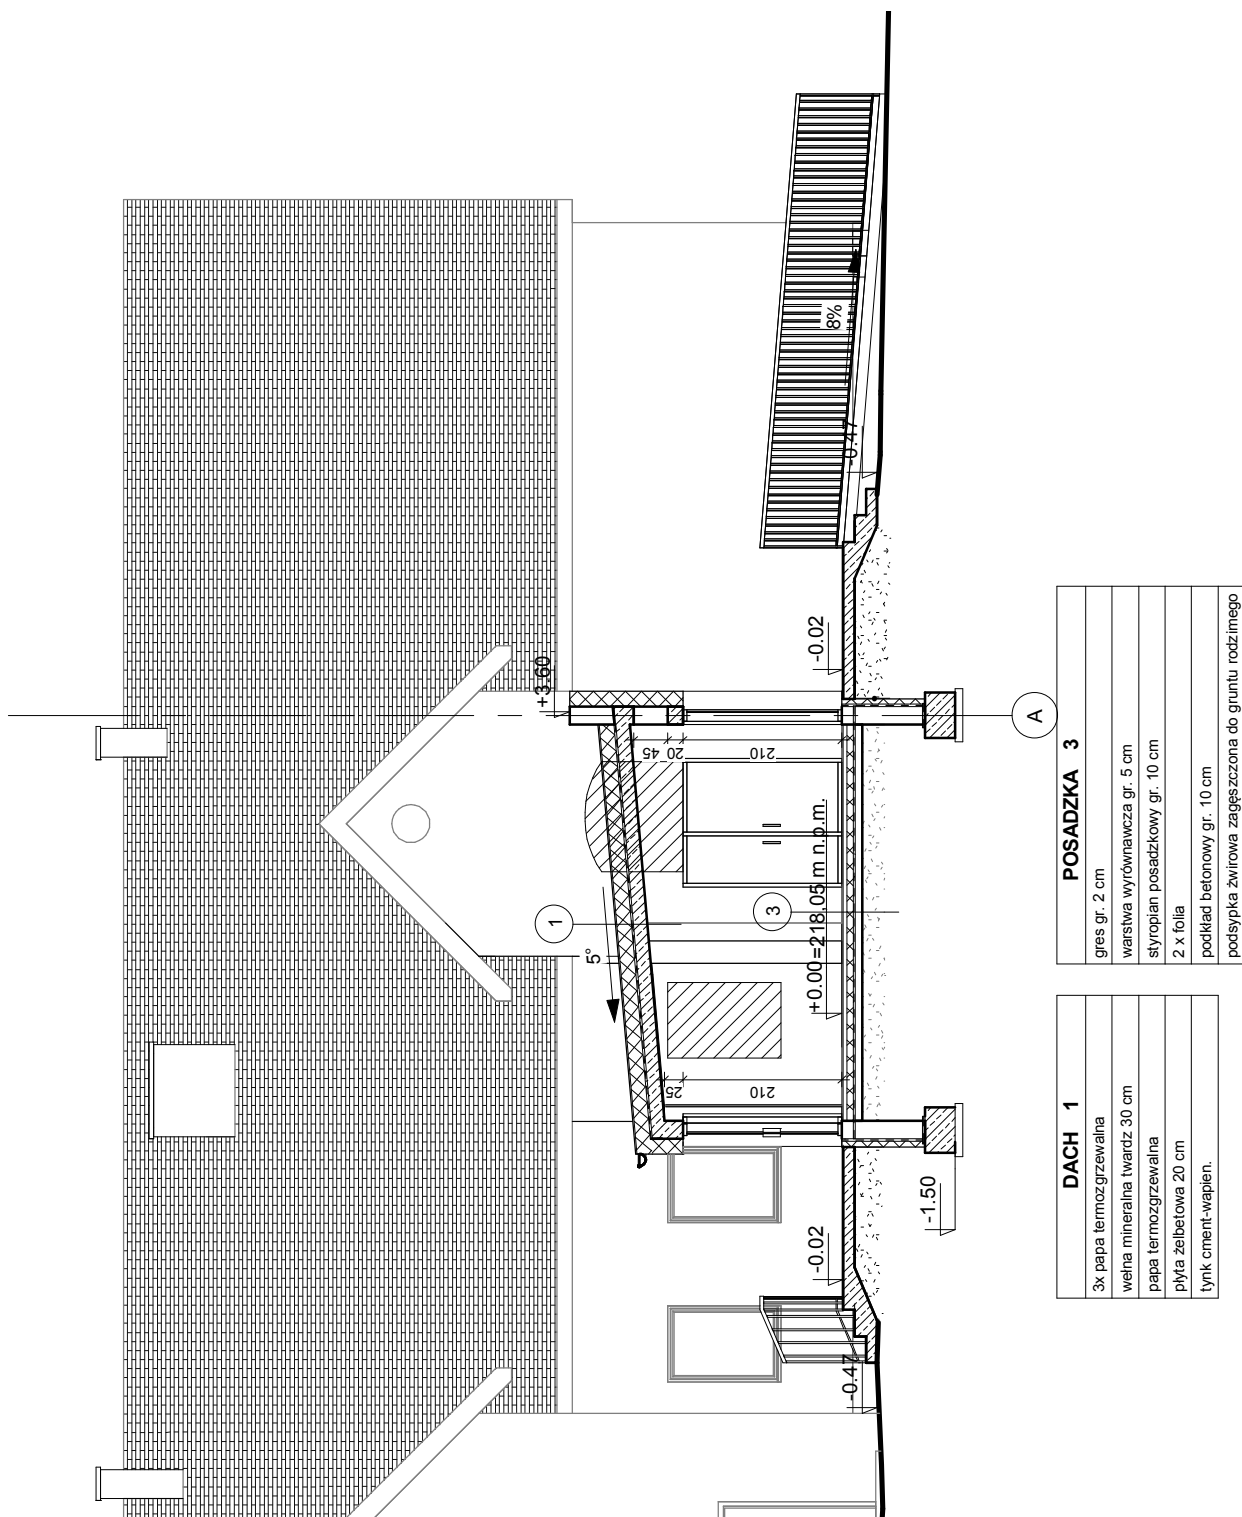 +3.60
-0.02
8%
-0.47
20
45
210
1
5°
3
+0.00=218,05 m n.p.m.
25
210
-0.02
-0.47
-1.50
A
DACH 1
3x papa termozgrzewalna
wełna mineralna twardz 30 cm
papa termozgrzewalna
płyta żelbetowa 20 cm
tynk cment-wapien.
POSADZKA 3
gres gr. 2 cm
warstwa wyrównawcza gr. 5 cm
styropian posadzkowy gr. 10 cm
2 x folia
podkład betonowy gr. 10 cm
podsypka żwirowa zagęszczona do gruntu rodzimego